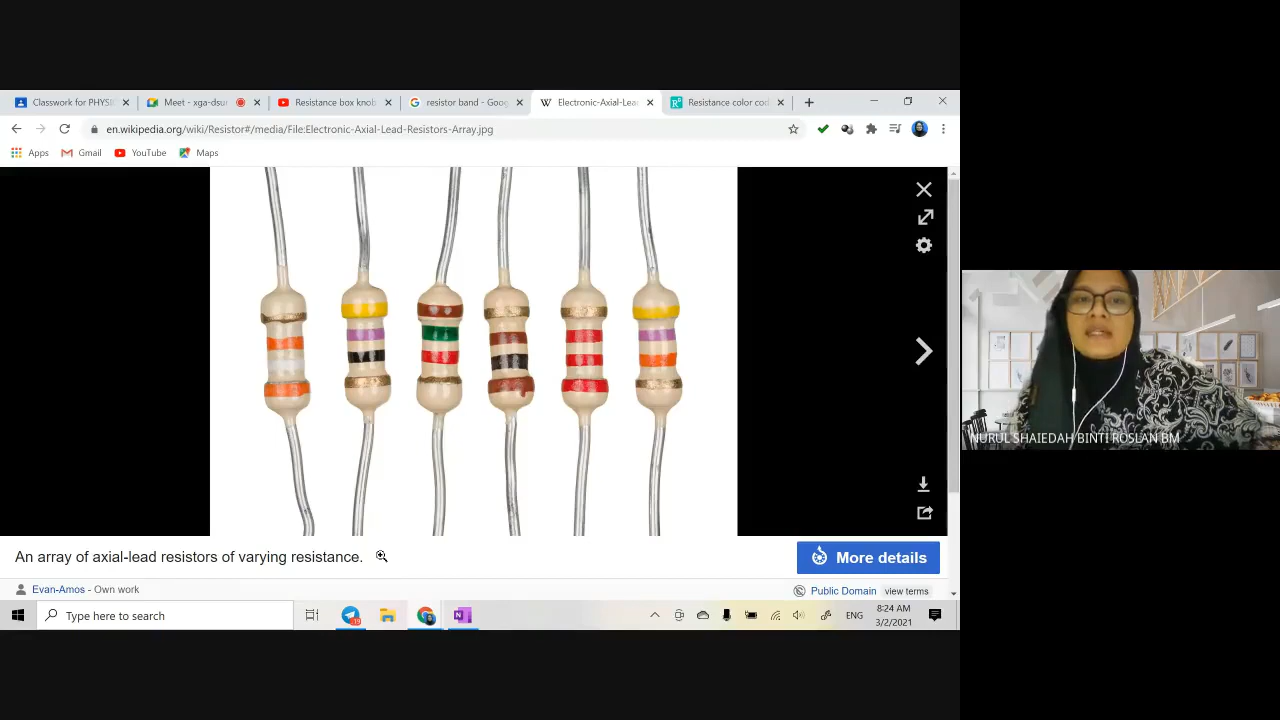 Classwork for PHYSI
Meet - xga-dsur
Resistance box knob
resistor band - Goog
Electronic-Axial-Lead
Resistance color cod
en.wikipedia.org/wiki/Resistor#/media/File:Electronic-Axial-Lead-Resistors-Array.jpg
Apps
Gmail
YouTube
Maps
NURUL SHAIEDAH BINTI ROSLAN BM
An array of axial-lead resistors of varying resistance.
More details
Evan-Amos - Own work
Public Domain
view terms
Type here to search
ENG
8:24 AM
3/2/2021